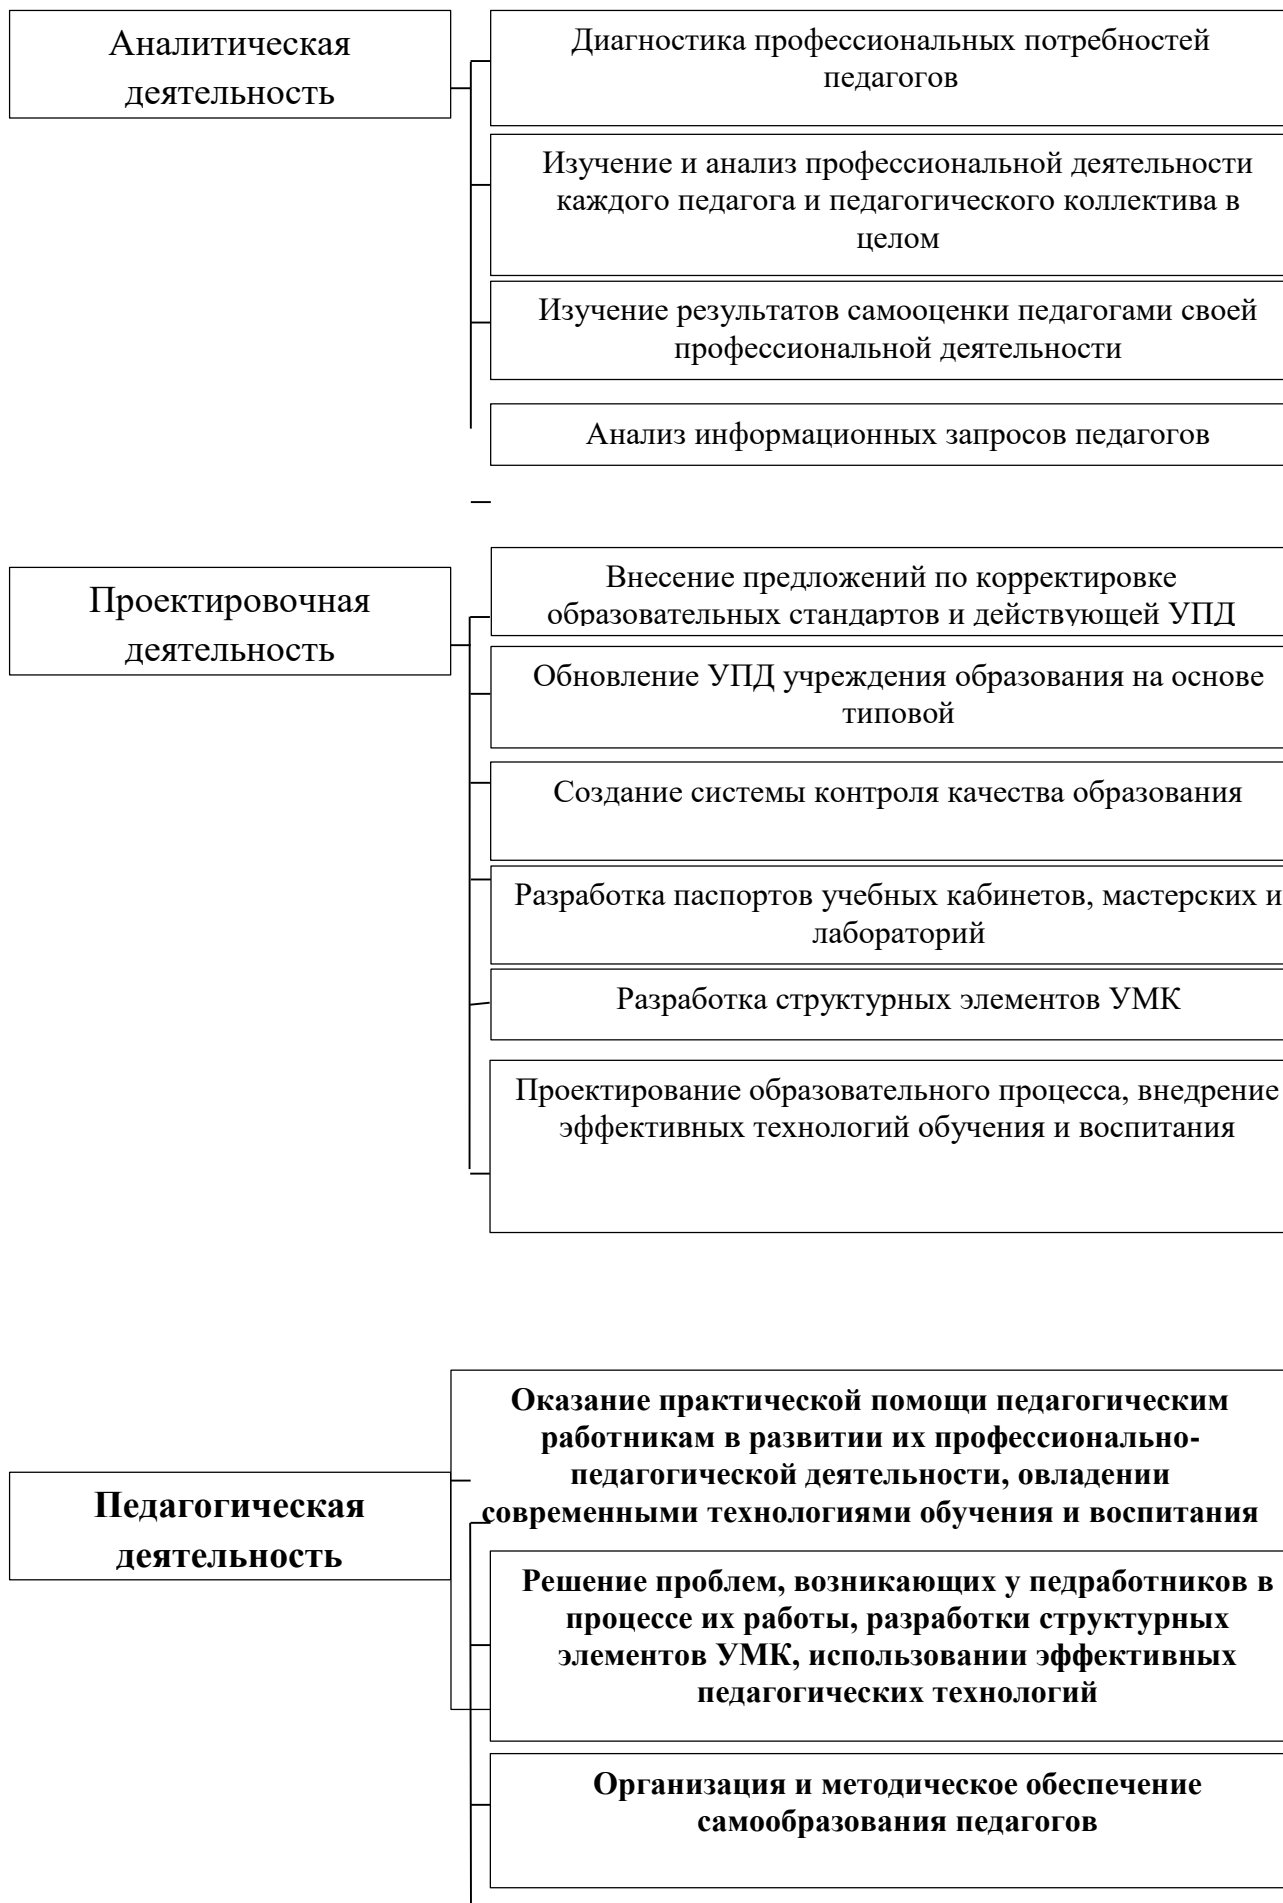 Аналитическая
деятельность
Диагностика профессиональных потребностей
педагогов
Изучение и анализ профессиональной деятельности
каждого педагога и педагогического коллектива в
целом
Изучение результатов самооценки педагогами своей
профессиональной деятельности
Анализ информационных запросов педагогов
Проектировочная
деятельность
Внесение предложений по корректировке
образовательных стандартов и действующей УПД
Обновление УПД учреждения образования на основе
типовой
Создание системы контроля качества образования
Разработка паспортов учебных кабинетов, мастерских и
лабораторий
Разработка структурных элементов УМК
Проектирование образовательного процесса, внедрение
эффективных технологий обучения и воспитания
Педагогическая
деятельность
Оказание практической помощи педагогическим
работникам в развитии их профессионально-
педагогической деятельности, овладении
современными технологиями обучения и воспитания
Решение проблем, возникающих у педработников в
процессе их работы, разработки структурных
элементов УМК, использовании эффективных
педагогических технологий
Организация и методическое обеспечение
самообразования педагогов